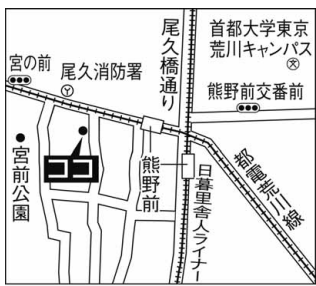 首都大学東京
荒川キャンパス
文
尾久橋通り
宮の前
尾久消防署
Y
熊野前交番前
宮前公園
ココ
熊野前
日暮里舎人ライナー
都電荒川線